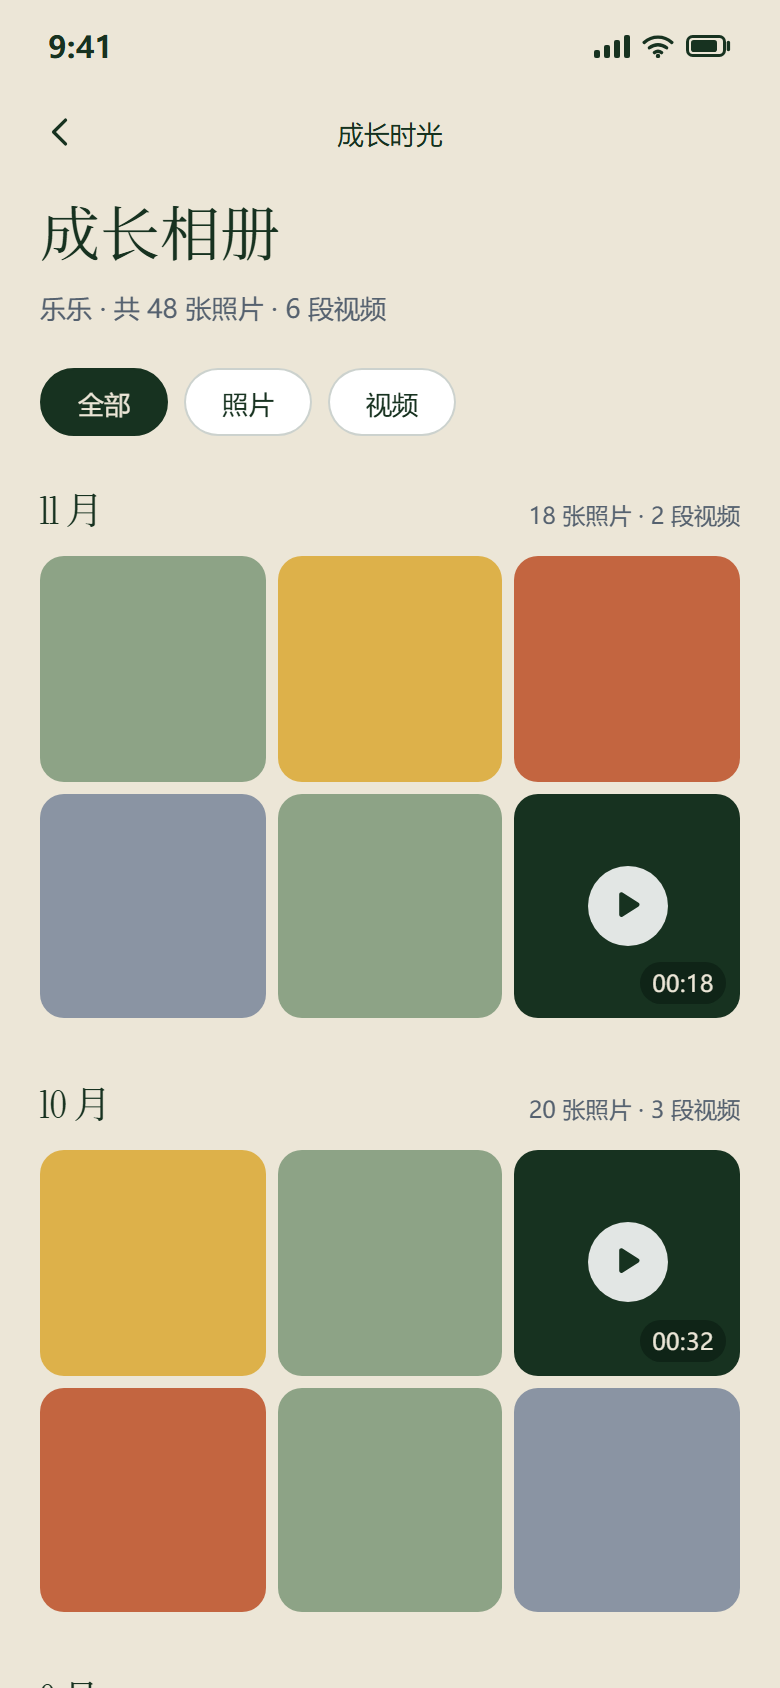 9:41
成长时光
成长相册
乐乐 · 共 48 张照片 · 6 段视频
全部 照片 视频
11 月 18 张照片 · 2 段视频
00:18
10 月 20 张照片 · 3 段视频
00:32